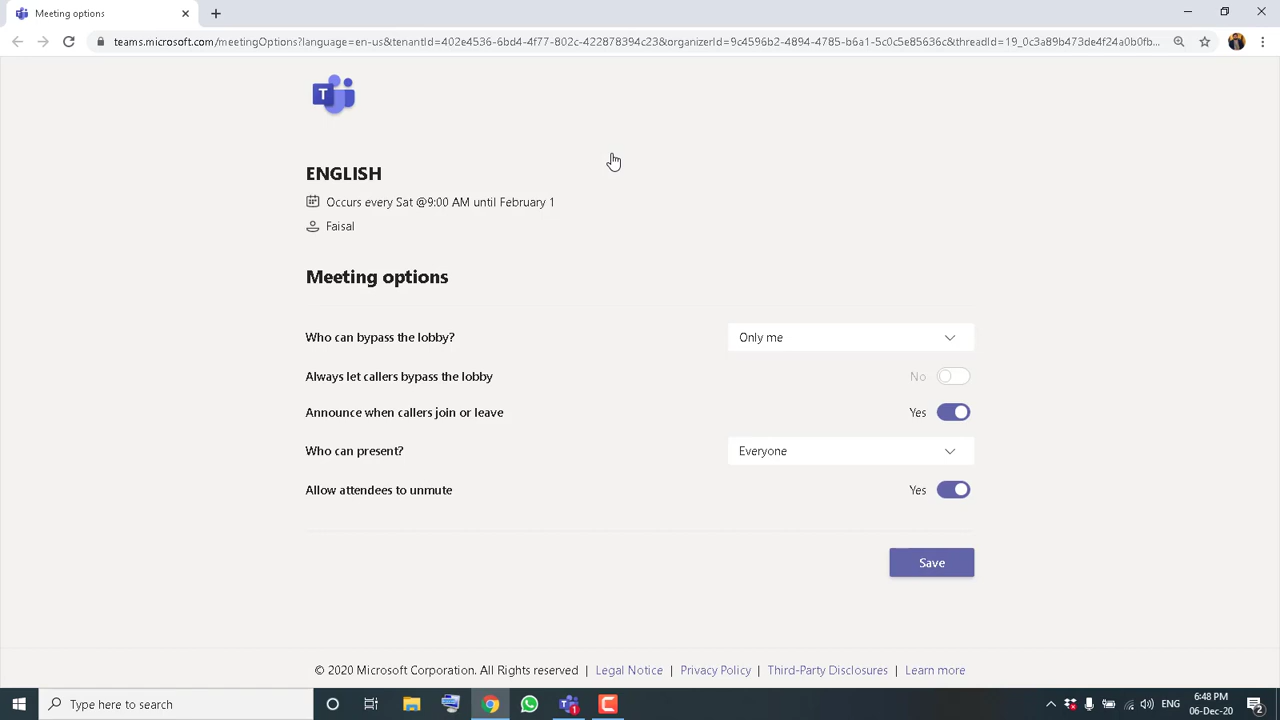 Meeting options
teams.microsoft.com/meetingOptions?language=en-us&tenantId=402e4536-6bd4-4f77-802c-422878394c23&organizerId=9c4596b2-4894-4785-b6a1-5c0c5e85636c&threadId=19_0c3a89b473de4f24a0b0fb...
T
ENGLISH
Occurs every Sat @9:00 AM until February 1
Faisal
Meeting options
Who can bypass the lobby? Only me
Always let callers bypass the lobby No
Announce when callers join or leave Yes
Who can present? Everyone
Allow attendees to unmute Yes
Save
© 2020 Microsoft Corporation. All Rights reserved | Legal Notice | Privacy Policy | Third-Party Disclosures | Learn more
Type here to search
1
ENG
6:48 PM
06-Dec-20
2